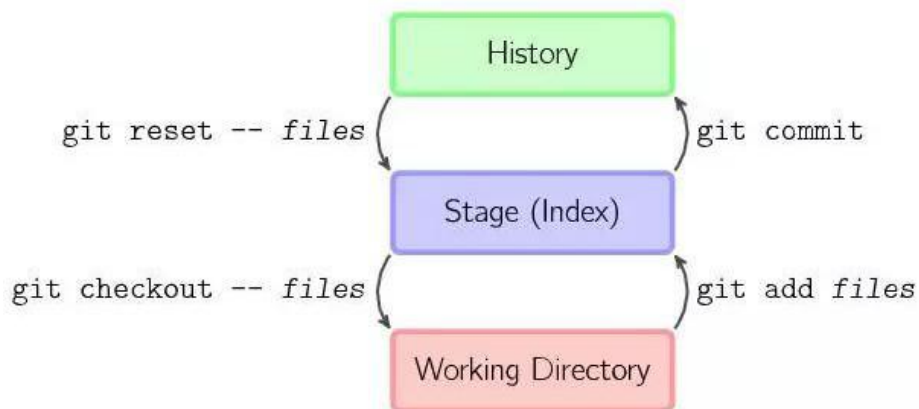 History
git reset -- files
git commit
Stage (Index)
git checkout -- files
git add files
Working Directory